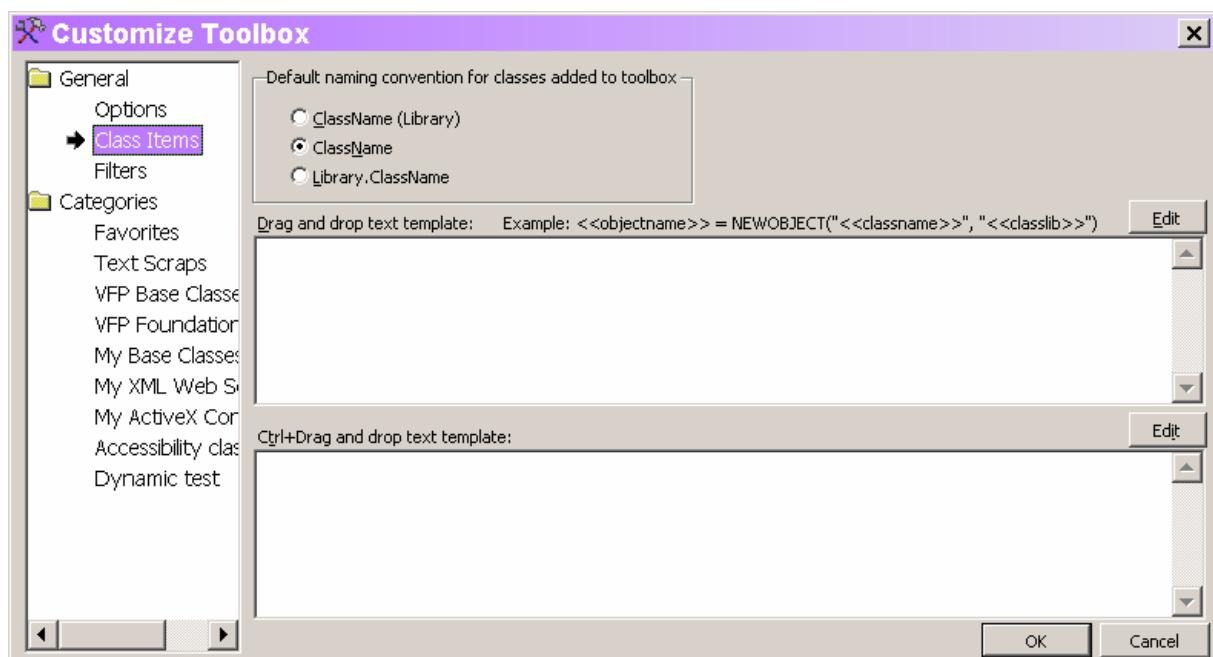 Customize Toolbox
General
Options
Class Items
Filters
Categories
Favorites
Text Scraps
VFP Base Classe
VFP Foundation
My Base Classes
My XML Web S
My ActiveX Con
Accessibility clas
Dynamic test
Default naming convention for classes added to toolbox
ClassName (Library)
ClassName
Library.ClassName
Drag and drop text template: Example: <<objectname>> = NEWOBJECT("<<classname>>", "<<classlib>>") Edit
Ctrl+Drag and drop text template: Edit
OK Cancel